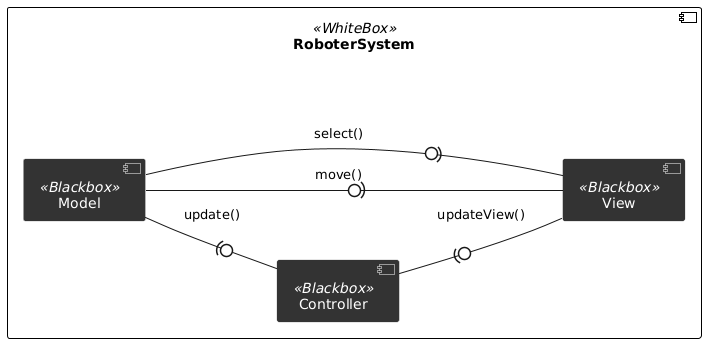 «WhiteBox»
RoboterSystem
select()
move()
«Blackbox»
Model
«Blackbox»
View
update()
updateView()
«Blackbox»
Controller